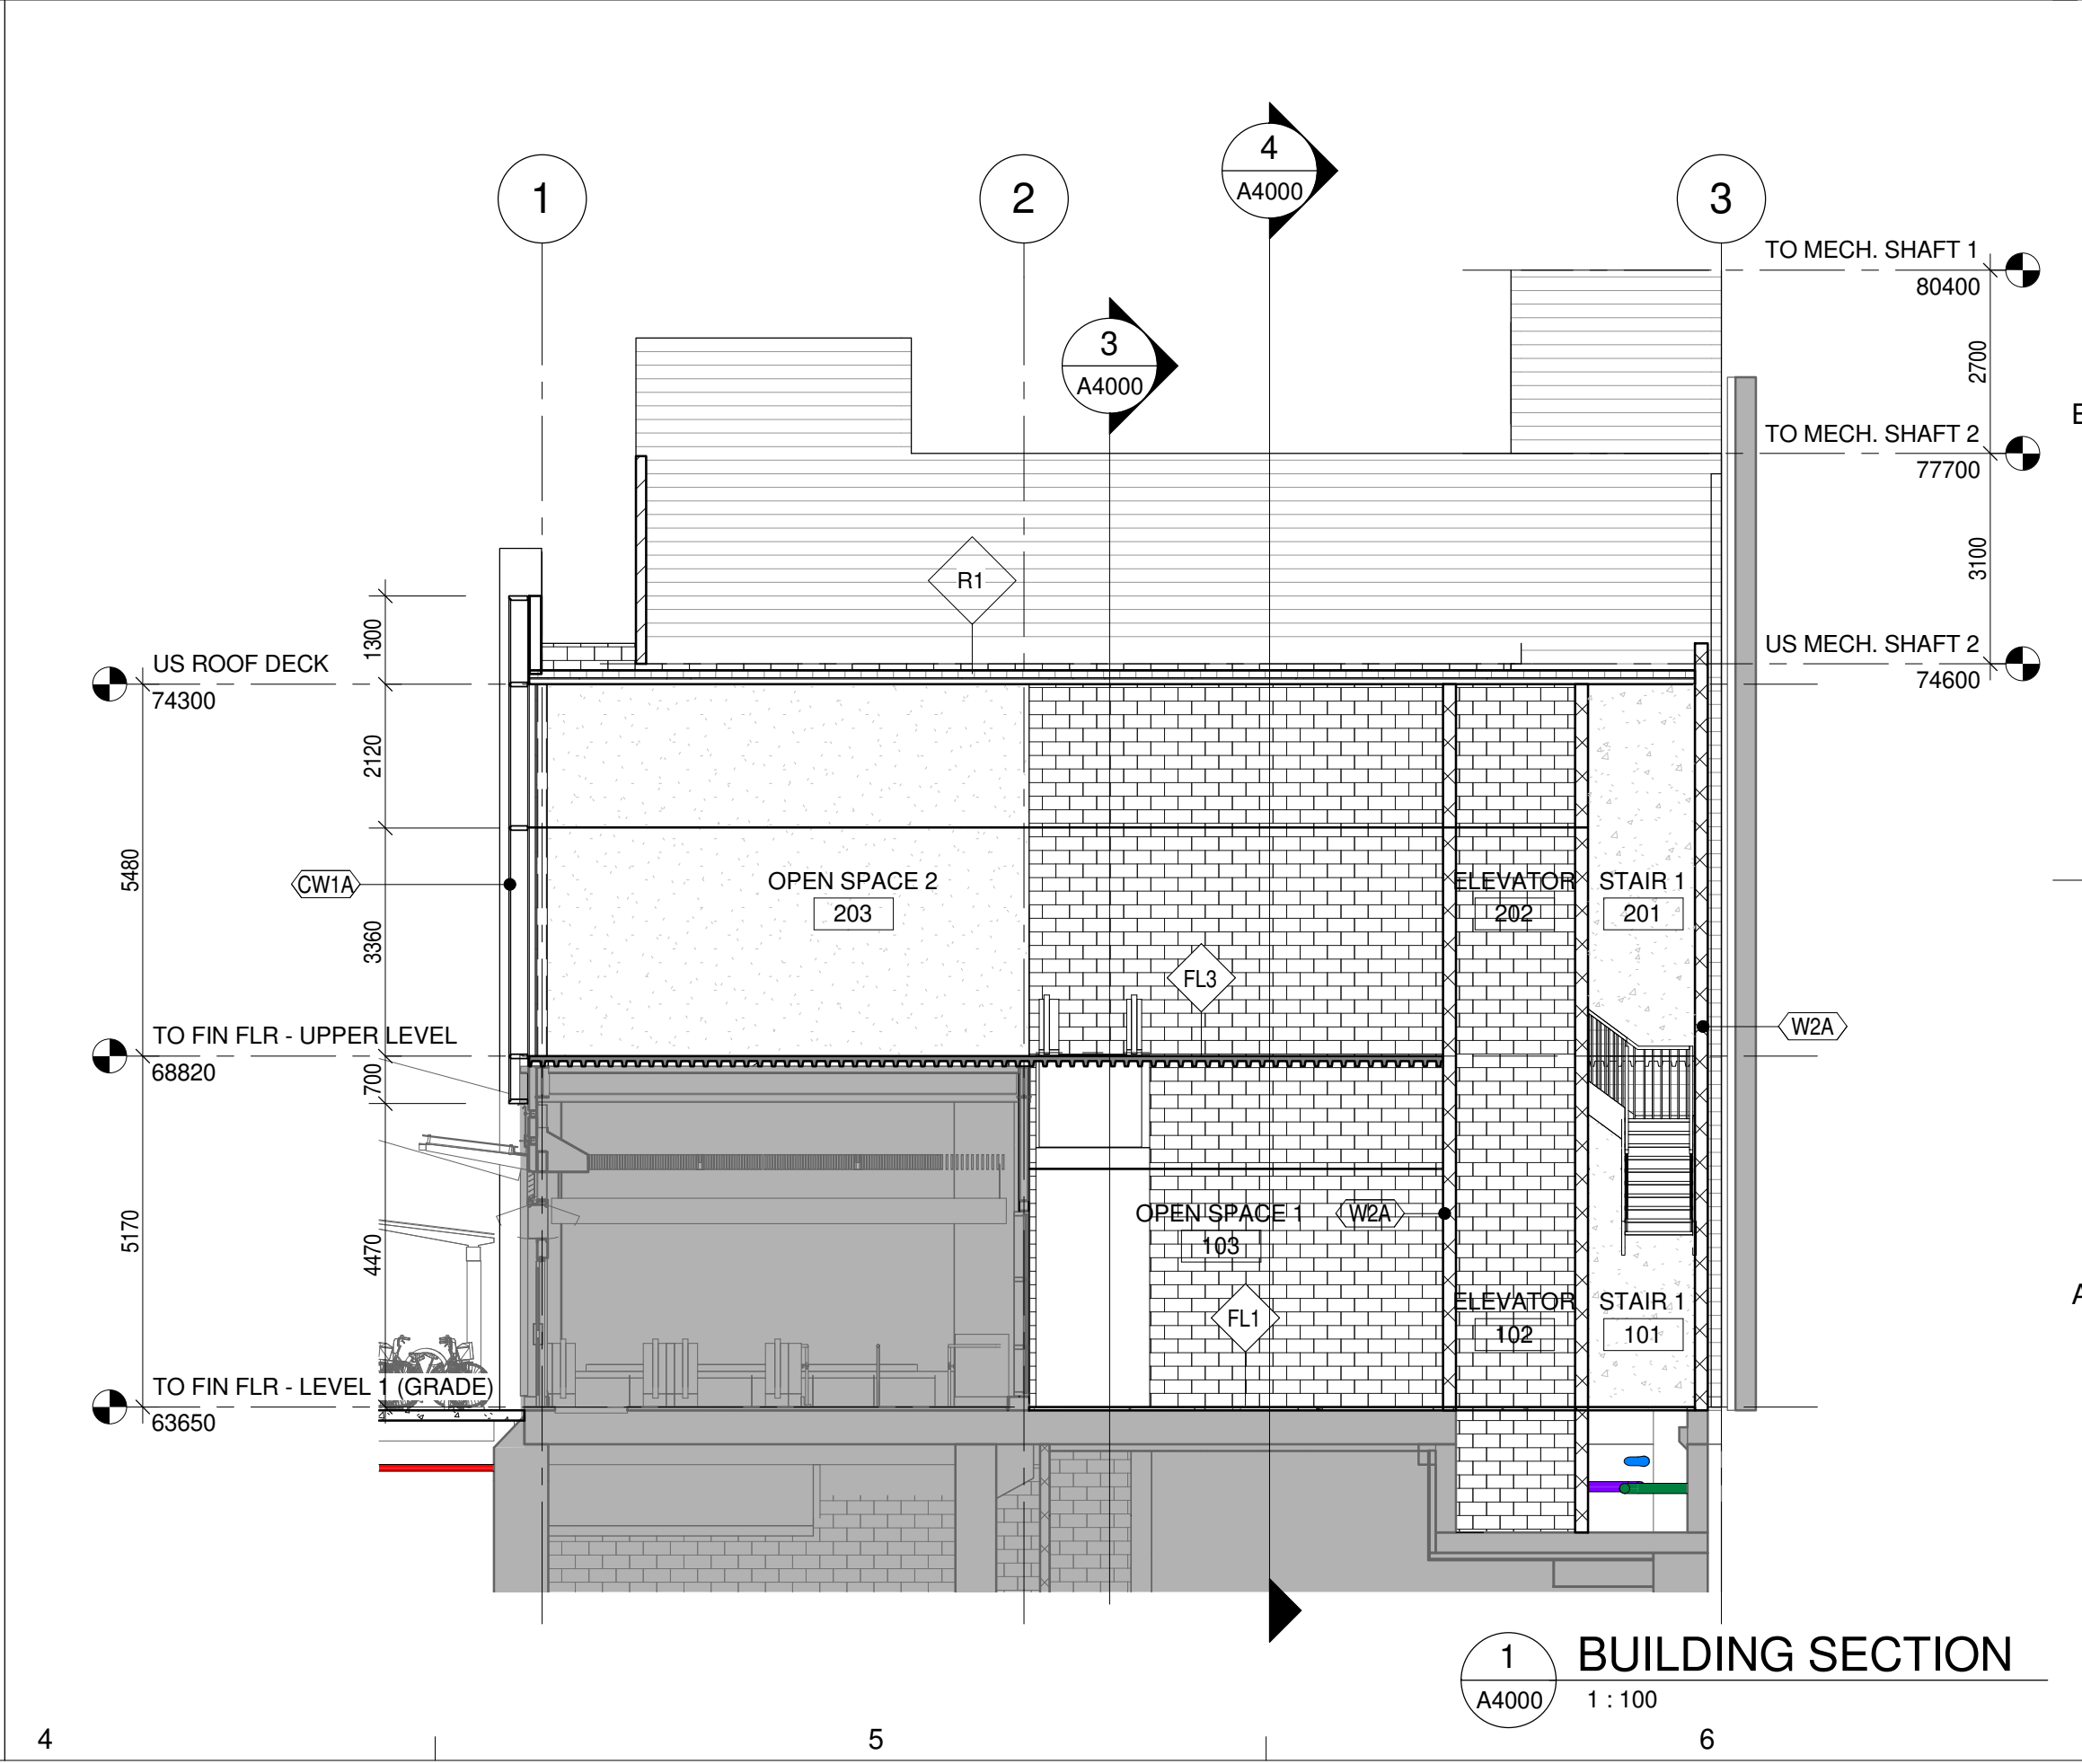 4
A4000
1
2
3
TO MECH. SHAFT 1
80400
2700
3
A4000
TO MECH. SHAFT 2
77700
3100
R1
1300
US ROOF DECK
74300
US MECH. SHAFT 2
74600
2120
5480
CW1A
3360
OPEN SPACE 2
203
ELEVATOR
202
STAIR 1
201
FL3
W2A
TO FIN FLR - UPPER LEVEL
68820
700
5170
4470
OPEN SPACE 1
103
W2A
FL1
ELEVATOR
102
STAIR 1
101
TO FIN FLR - LEVEL 1 (GRADE)
63650
1
A4000
BUILDING SECTION
1 : 100
4
5
6